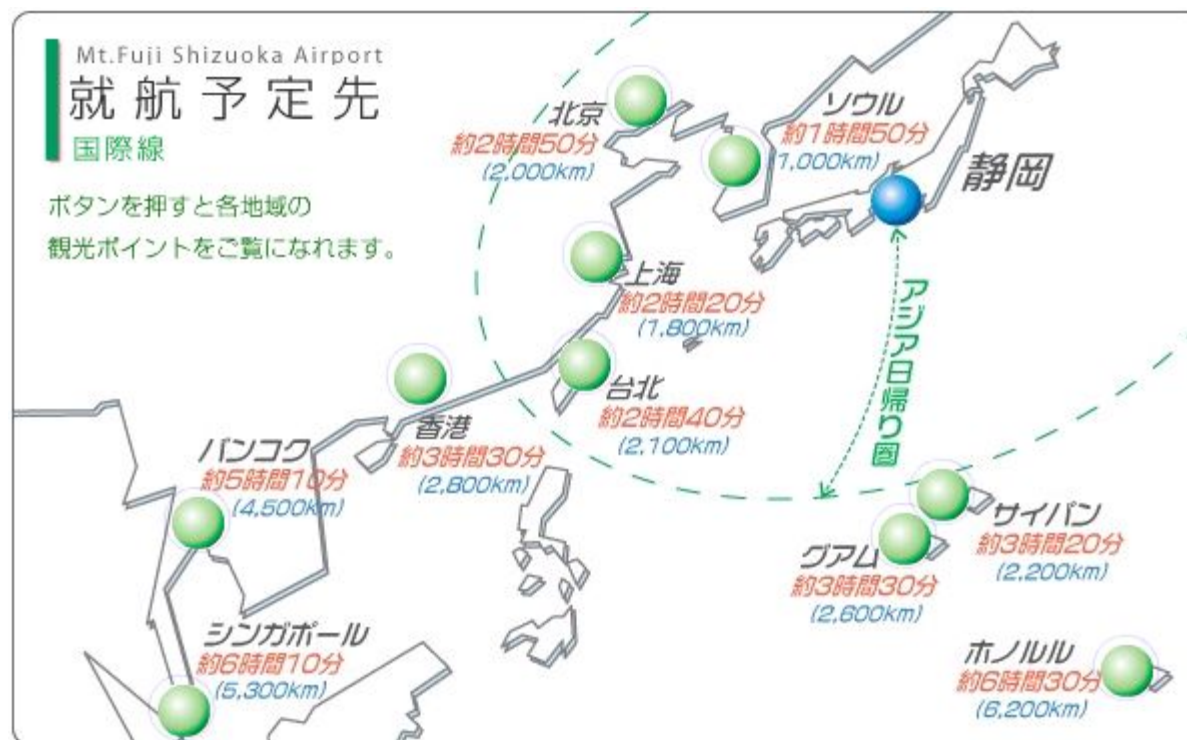 Mt.Fuji Shizuoka Airport
就航予定先
国際線
ボタンを押すと各地域の
観光ポイントをご覧になれます。
北京
約2時間50分
(2,000km)
ソウル
約1時間50分
(1,000km)
静岡
上海
約2時間20分
(1,800km)
アジア日帰り圏
台北
約2時間40分
(2,100km)
香港
約3時間30分
(2,800km)
バンコク
約5時間10分
(4,500km)
サイパン
約3時間20分
(2,200km)
グアム
約3時間30分
(2,600km)
シンガポール
約6時間10分
(5,300km)
ホノルル
約6時間30分
(6,200km)